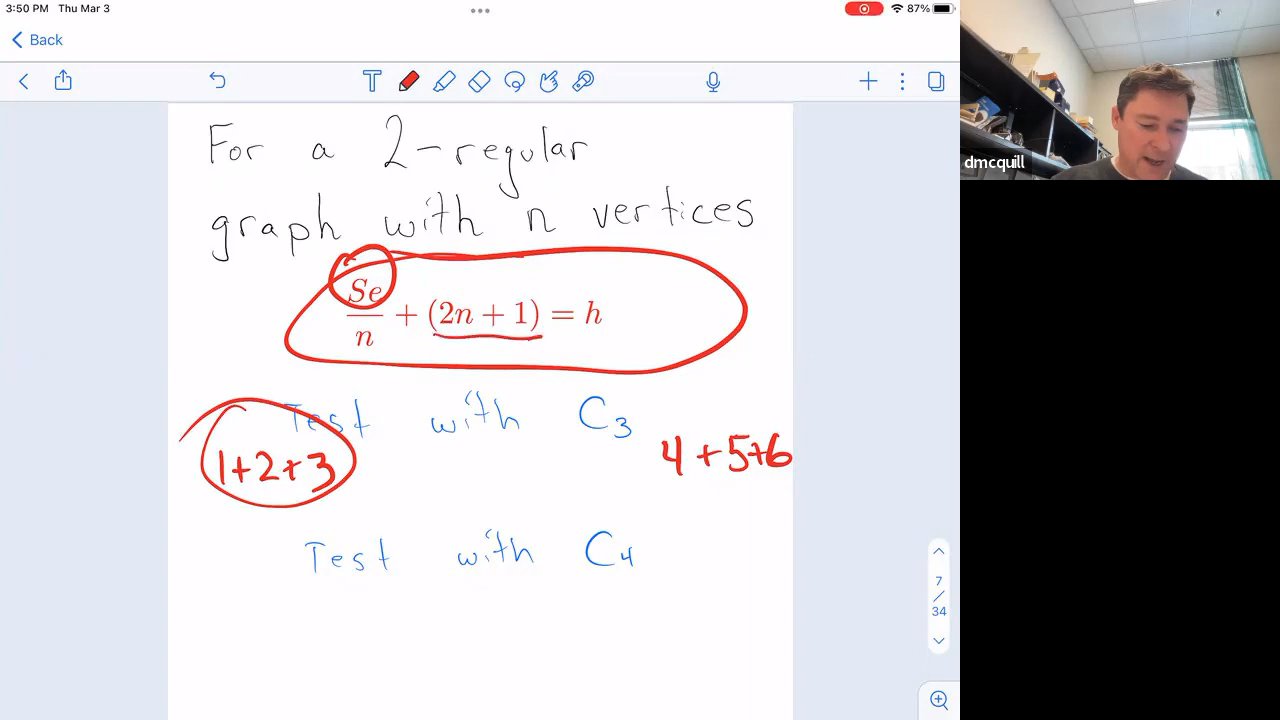 3:50 PM Thu Mar 3
87%
Back
T
dmcquill
For a 2-regular
graph with n vertices
Se/n + (2n + 1) = h
Test with C3
1+2+3
4+5+6
Test with C4
7
/
34